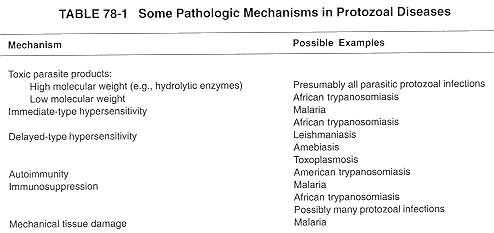 TABLE 78-1 Some Pathologic Mechanisms in Protozoal Diseases
Mechanism Possible Examples
Toxic parasite products:
High molecular weight (e.g., hydrolytic enzymes) Presumably all parasitic protozoal infections
Low molecular weight African trypanosomiasis
Immediate-type hypersensitivity Malaria
African trypanosomiasis
Delayed-type hypersensitivity Leishmaniasis
Amebiasis
Toxoplasmosis
Autoimmunity American trypanosomiasis
Immunosuppression Malaria
African trypanosomiasis
Possibly many protozoal infections
Mechanical tissue damage Malaria